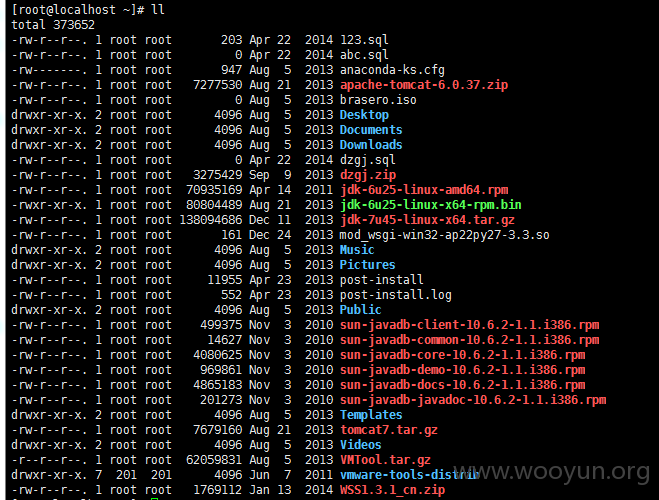 [root@localhost ~]# ll
total 373652
-rw-r--r--. 1 root root 203 Apr 22 2014 123.sql
-rw-r--r--. 1 root root 0 Apr 22 2014 abc.sql
-rw-------. 1 root root 947 Aug 5 2013 anaconda-ks.cfg
-rw-r--r--. 1 root root 7277530 Aug 21 2013 apache-tomcat-6.0.37.zip
-rw-r--r--. 1 root root 0 Aug 5 2013 brasero.iso
drwxr-xr-x. 2 root root 4096 Aug 5 2013 Desktop
drwxr-xr-x. 2 root root 4096 Aug 5 2013 Documents
drwxr-xr-x. 2 root root 4096 Aug 5 2013 Downloads
-rw-r--r--. 1 root root 0 Apr 22 2014 dzgj.sql
-rw-r--r--. 1 root root 3275429 Sep 9 2013 dzgj.zip
-rw-r--r--. 1 root root 70935169 Apr 14 2011 jdk-6u25-linux-amd64.rpm
-rwxr-xr-x. 1 root root 80804489 Aug 21 2013 jdk-6u25-linux-x64-rpm.bin
-rw-r--r--. 1 root root 138094686 Dec 11 2013 jdk-7u45-linux-x64.tar.gz
-rw-r--r--. 1 root root 161 Dec 24 2013 mod_wsgi-win32-ap22py27-3.3.so
drwxr-xr-x. 2 root root 4096 Aug 5 2013 Music
drwxr-xr-x. 2 root root 4096 Aug 5 2013 Pictures
-rw-r--r--. 1 root root 11955 Apr 23 2013 post-install
-rw-r--r--. 1 root root 552 Apr 23 2013 post-install.log
drwxr-xr-x. 2 root root 4096 Aug 5 2013 Public
-rw-r--r--. 1 root root 499375 Nov 3 2010 sun-javadb-client-10.6.2-1.1.i386.rpm
-rw-r--r--. 1 root root 14627 Nov 3 2010 sun-javadb-common-10.6.2-1.1.i386.rpm
-rw-r--r--. 1 root root 4080625 Nov 3 2010 sun-javadb-core-10.6.2-1.1.i386.rpm
-rw-r--r--. 1 root root 969861 Nov 3 2010 sun-javadb-demo-10.6.2-1.1.i386.rpm
-rw-r--r--. 1 root root 4865183 Nov 3 2010 sun-javadb-docs-10.6.2-1.1.i386.rpm
-rw-r--r--. 1 root root 201273 Nov 3 2010 sun-javadb-javadoc-10.6.2-1.1.i386.rpm
drwxr-xr-x. 2 root root 4096 Aug 5 2013 Templates
-rw-r--r--. 1 root root 7679160 Aug 21 2013 tomcat7.tar.gz
drwxr-xr-x. 2 root root 4096 Aug 5 2013 Videos
-r--r--r--. 1 root root 62059831 Aug 5 2013 VMTool.tar.gz
drwxr-xr-x. 7 201 201 4096 Jun 7 2011 vmware-tools-distrib
-rw-r--r--. 1 root root 1769112 Jan 13 2014 WSS1.3.1_cn.zip
www.wooyun.org